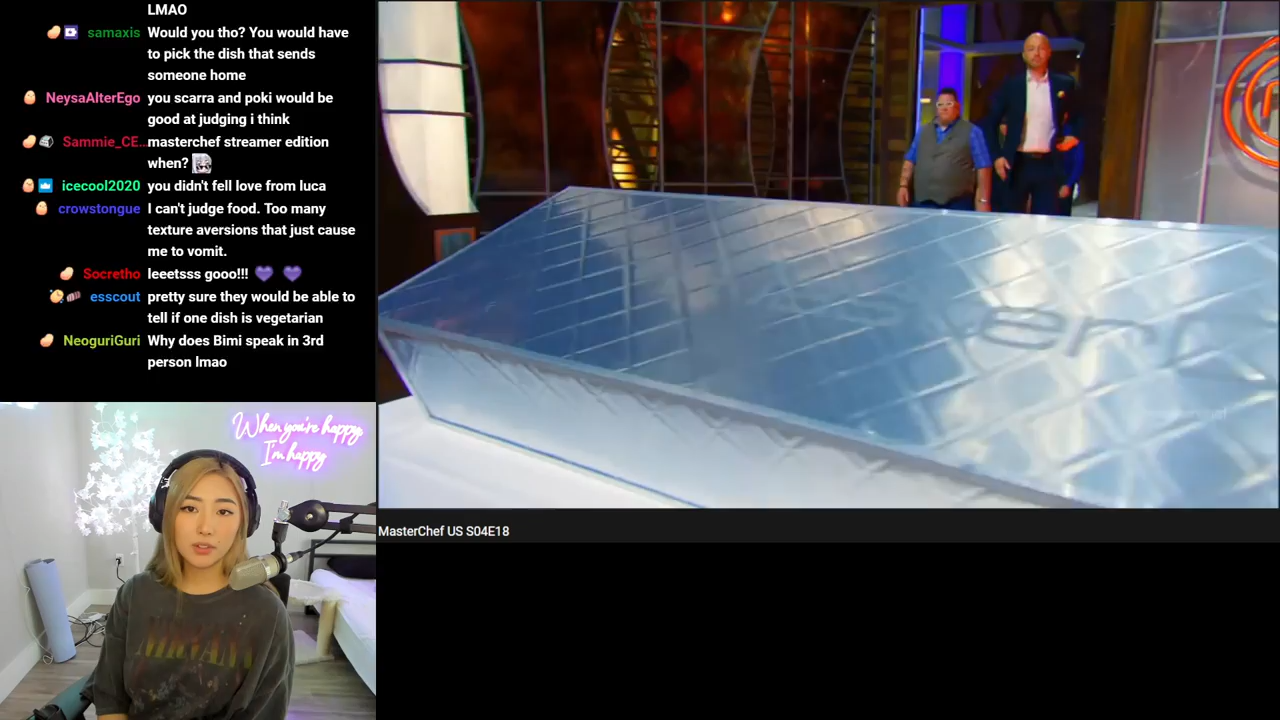 LMAO
samaxis Would you tho? You would have
to pick the dish that sends
someone home
NeysaAlterEgo you scarra and poki would be
good at judging i think
Sammie_CE... masterchef streamer edition
when?
icecool2020 you didn't fell love from luca
crowstongue I can't judge food. Too many
texture aversions that just cause
me to vomit.
Socretho leeetsss gooo!!!
esscout pretty sure they would be able to
tell if one dish is vegetarian
NeoguriGuri Why does Bimi speak in 3rd
person lmao
When you're happy
I'm happy
NIRVANA
MasterChef US S04E18